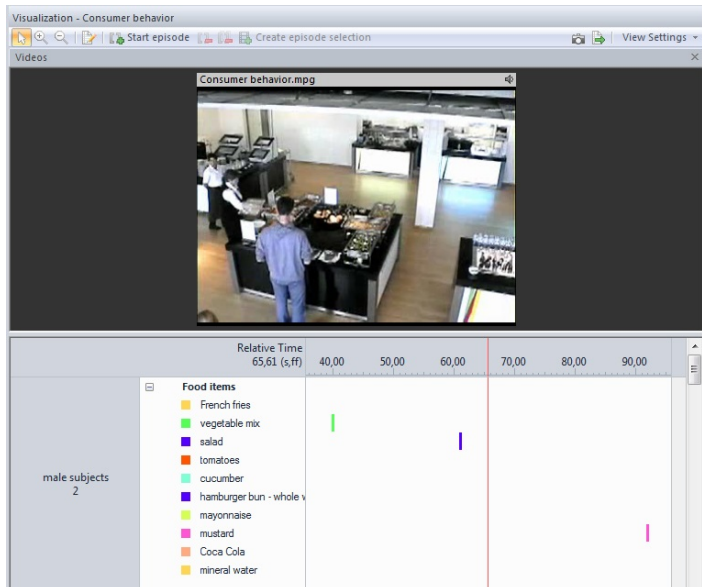 Visualization - Consumer behavior
Start episode Create episode selection View Settings
Videos
Consumer behavior.mpg
Relative Time
65,61 (s,ff) 40,00 50,00 60,00 70,00 80,00 90,00
Food items
French fries
vegetable mix
salad
tomatoes
cucumber
hamburger bun - whole v
mayonnaise
mustard
Coca Cola
mineral water
male subjects
2